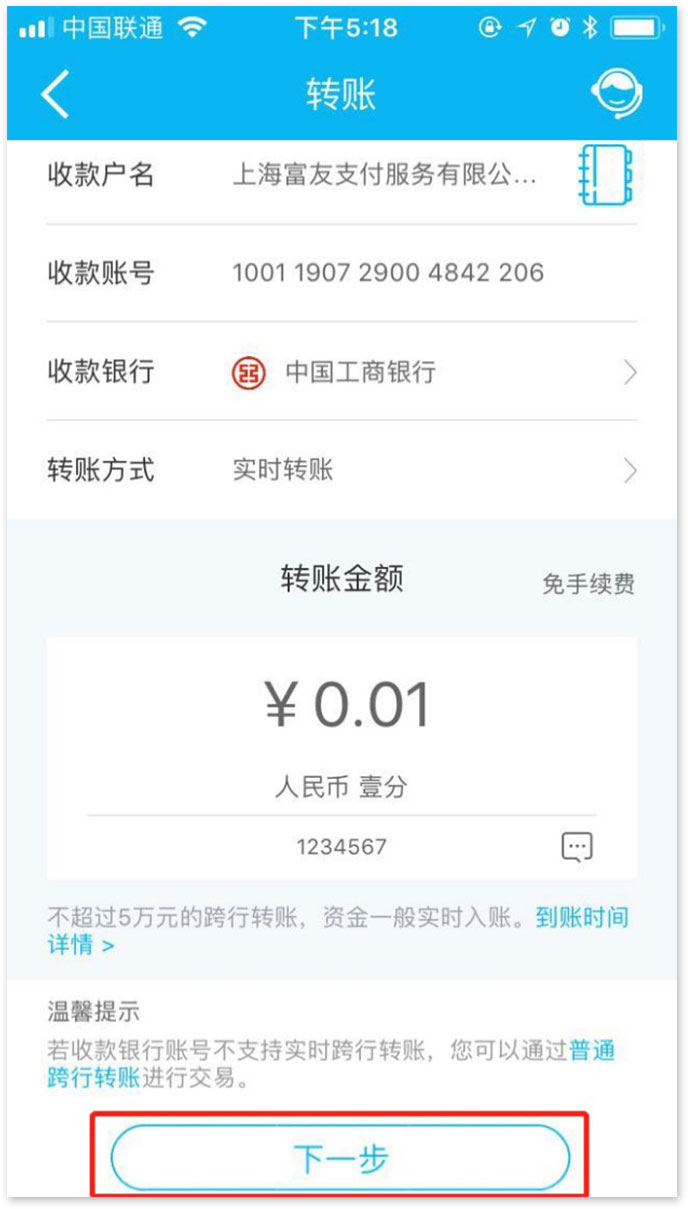 中国联通 下午5:18
转账
收款户名 上海富友支付服务有限公...
收款账号 1001 1907 2900 4842 206
收款银行 中国工商银行
转账方式 实时转账
转账金额 免手续费
¥ 0.01
人民币 壹分
1234567
不超过5万元的跨行转账，资金一般实时入账。到账时间
详情 >
温馨提示
若收款银行账号不支持实时跨行转账，您可以通过普通
跨行转账进行交易。
下一步